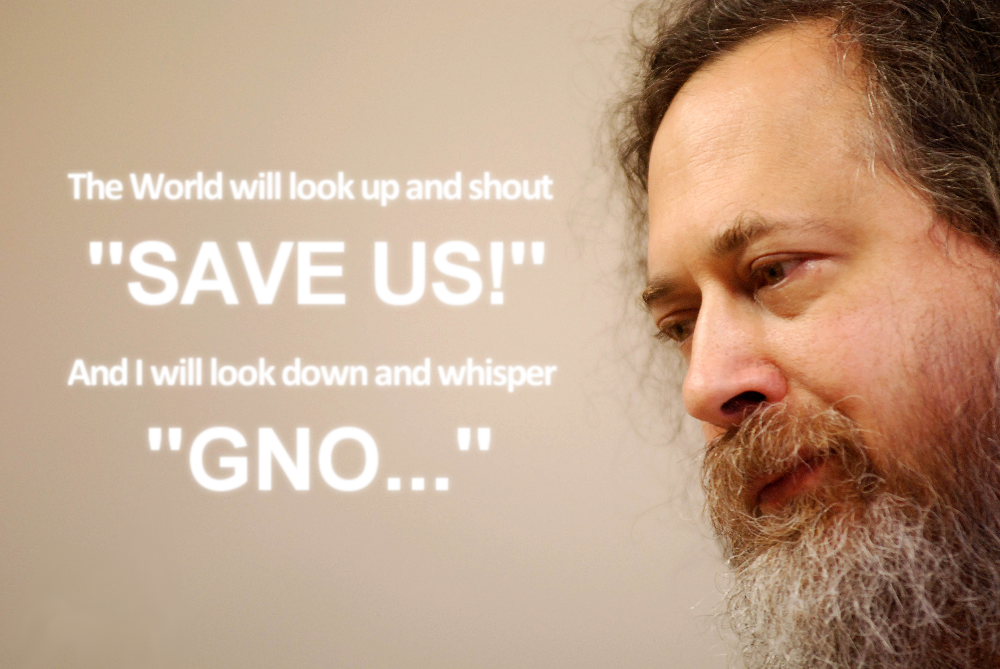 The World will look up and shout
"SAVE US!"
And I will look down and whisper
"GNO..."